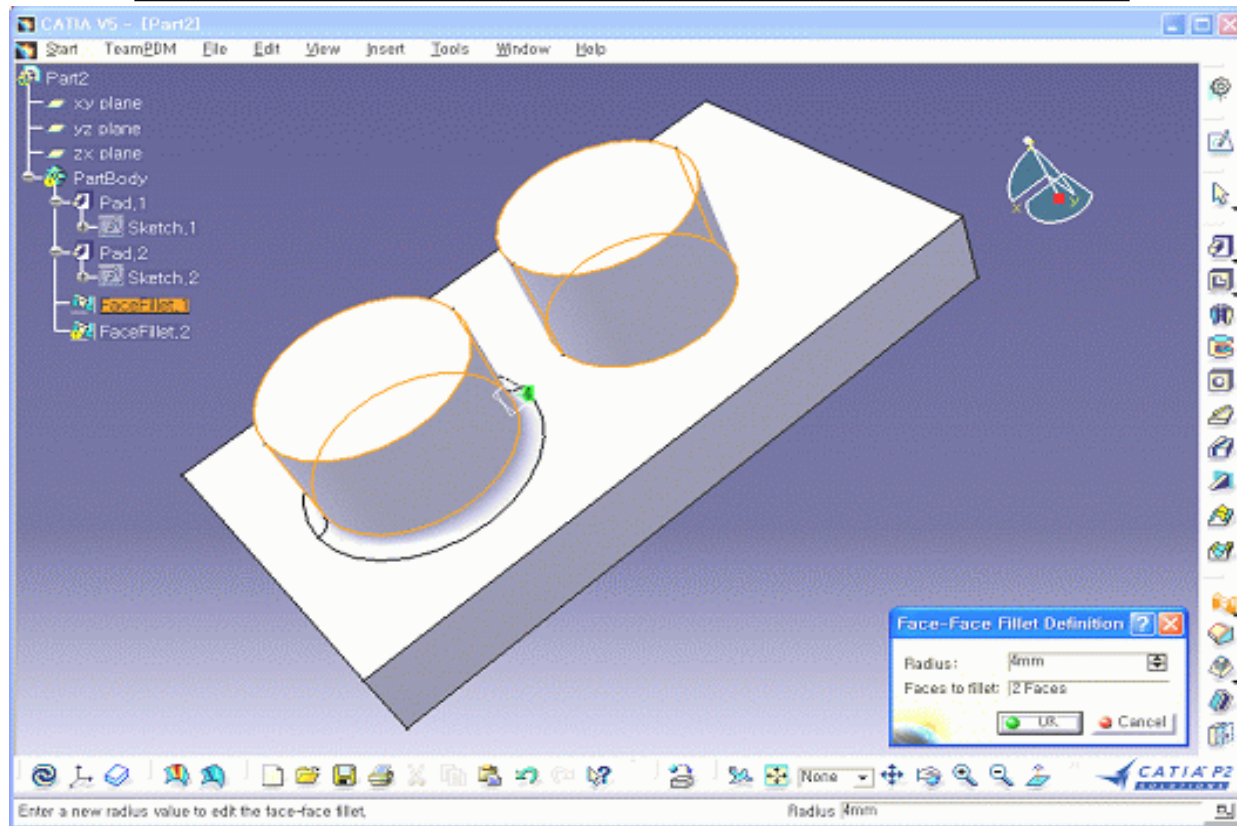 CATIA V5 - [Part2]
Start TeamPDM File Edit View Insert Tools Window Help
Part2
xy plane
yz plane
zx plane
PartBody
Pad.1
Sketch.1
Pad.2
Sketch.2
FaceFillet.1
FaceFillet.2
x y
Face-Face Fillet Definition
Radius: 4mm
Faces to fillet: 2 Faces
OK Cancel
None
CATIA P2
SOLUTIONS
Enter a new radius value to edit the face-face fillet. Radius 4mm